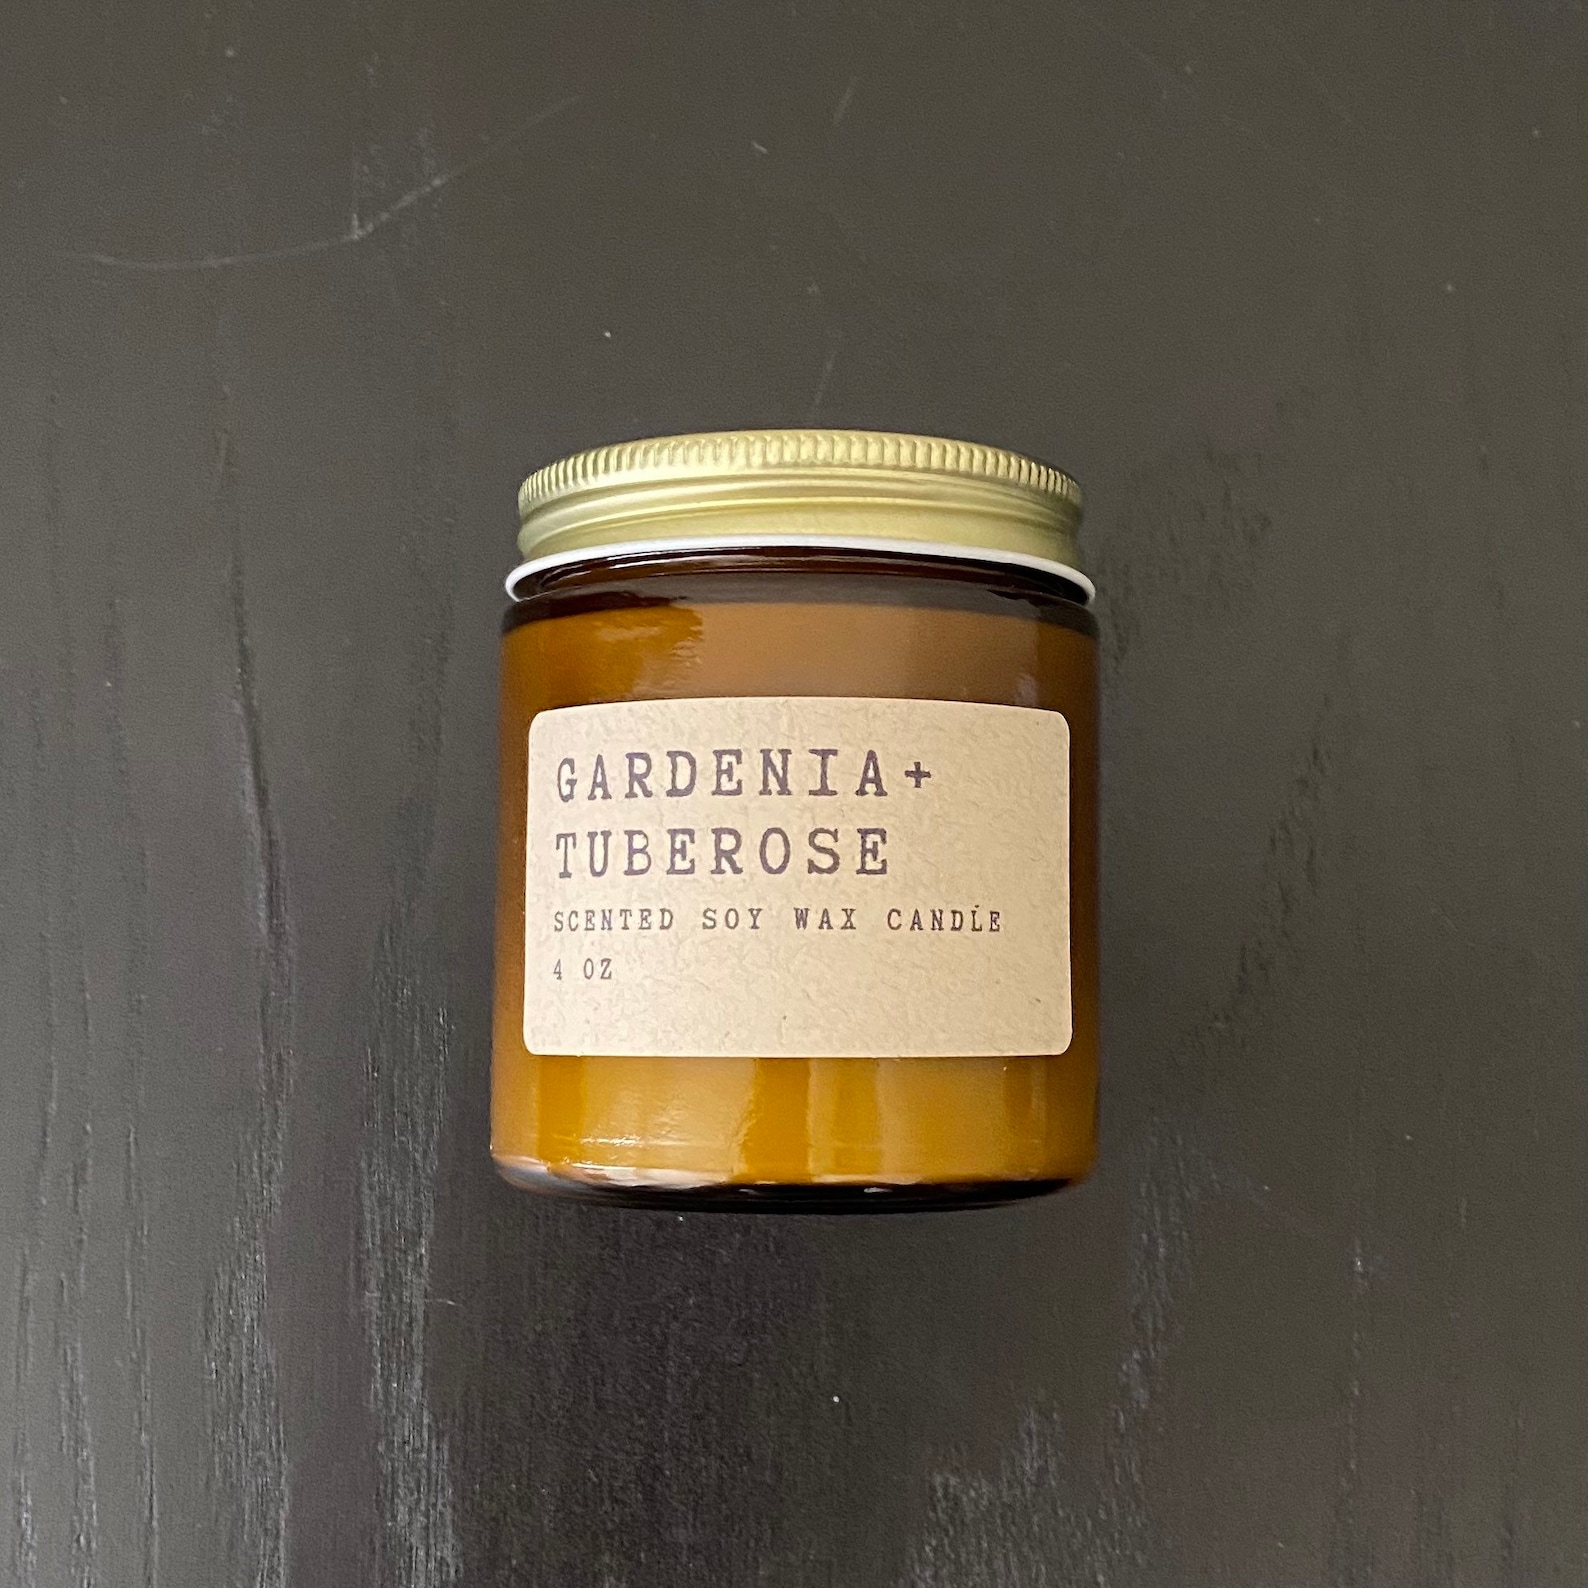 GARDENIA+
TUBEROSE
SCENTED SOY WAX CANDLE
4 OZ